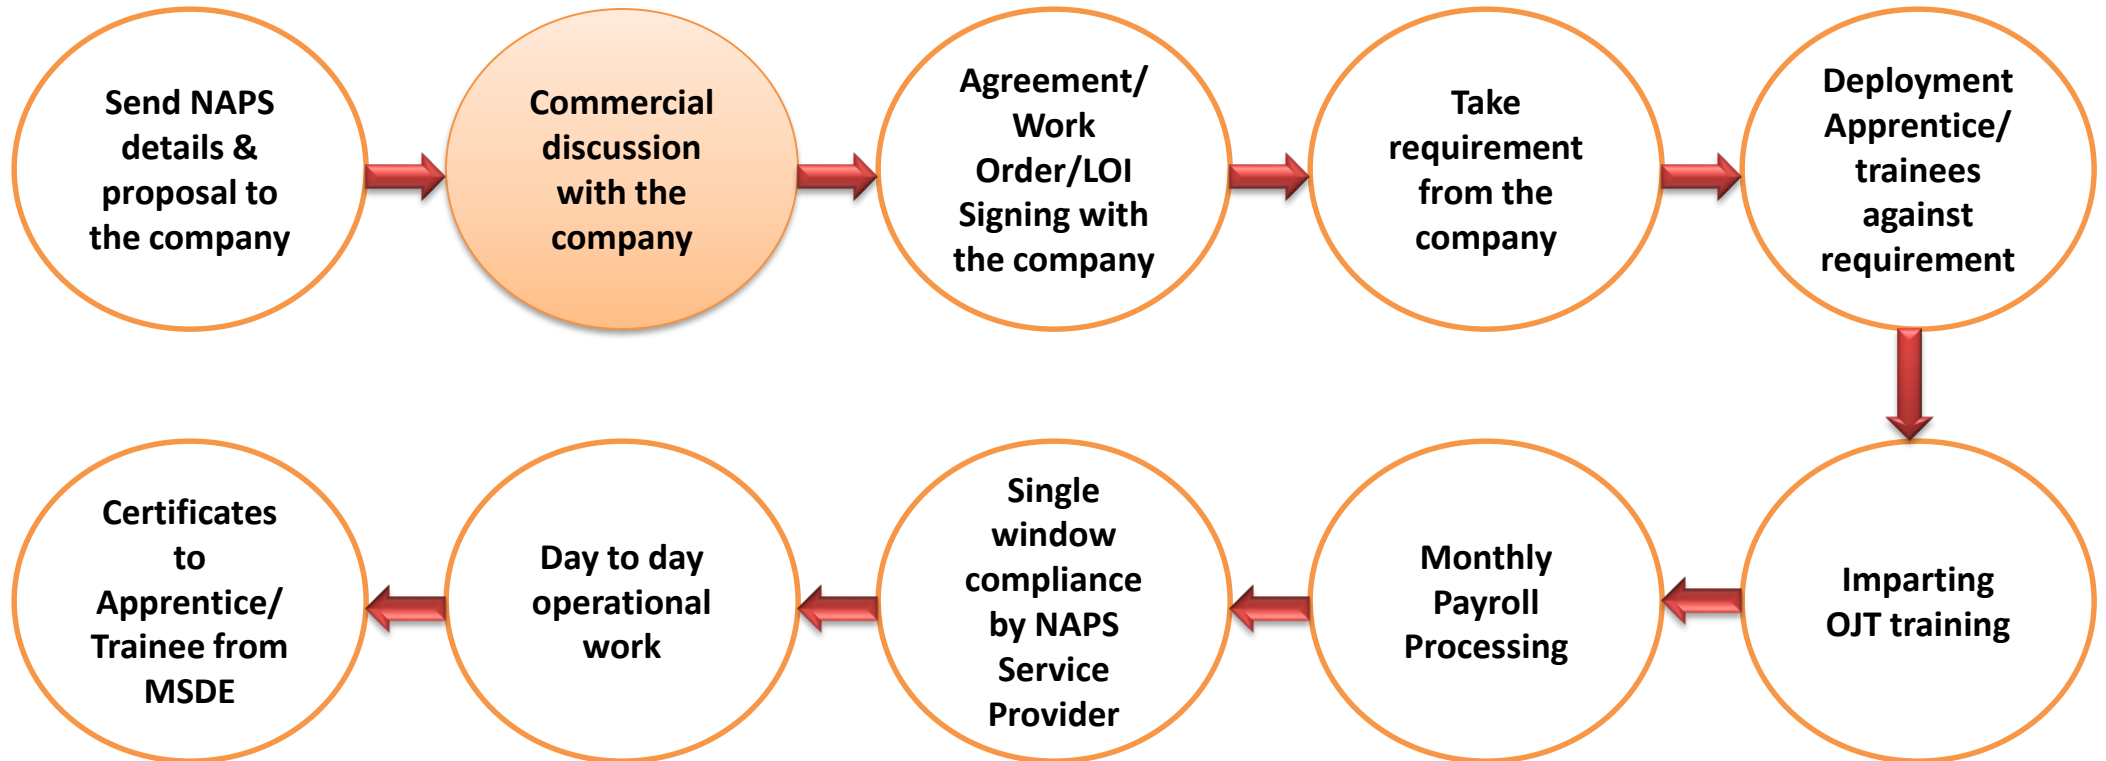 Send NAPS
details &
proposal to
the company
Commercial
discussion
with the
company
Agreement/
Work
Order/LOI
Signing with
the company
Take
requirement
from the
company
Deployment
Apprentice/
trainees
against
requirement
Imparting
OJT training
Monthly
Payroll
Processing
Single
window
compliance
by NAPS
Service
Provider
Day to day
operational
work
Certificates
to
Apprentice/
Trainee from
MSDE